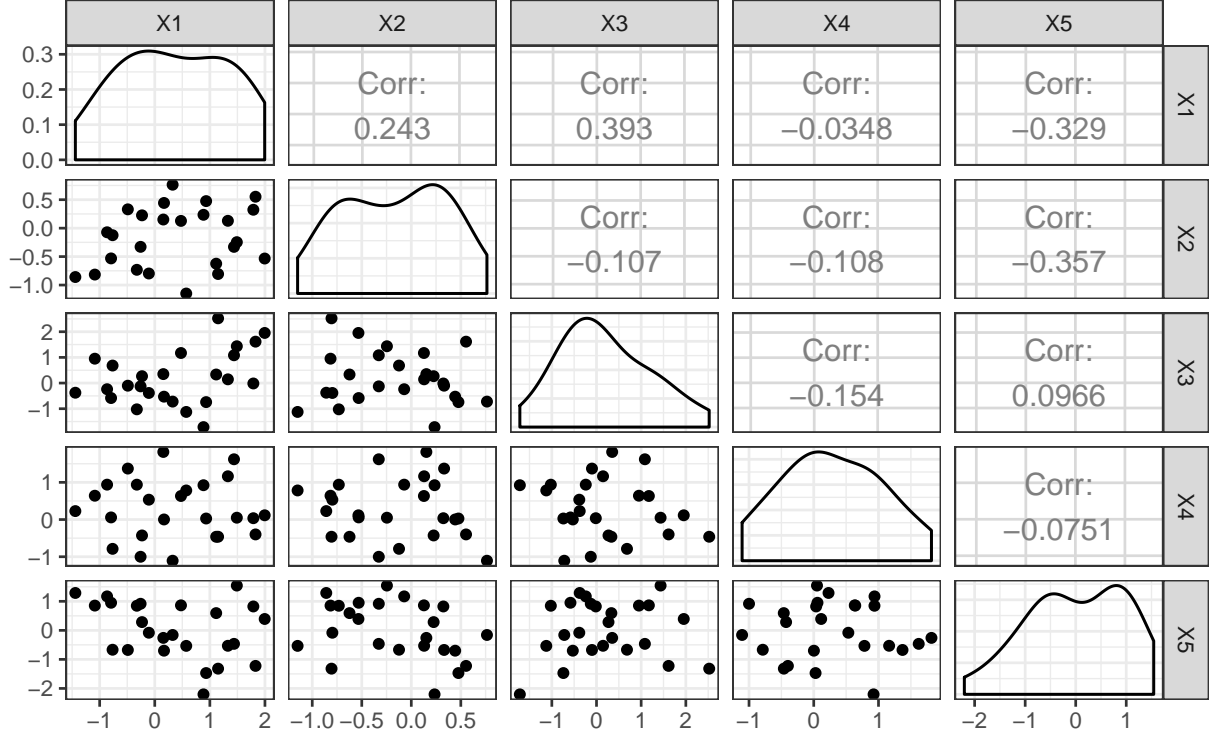 X1 X2 X3 X4 X5
0.3
0.2
0.1
0.0
Corr:
0.243
Corr:
0.393
Corr:
−0.0348
Corr:
−0.329
X1
0.5
0.0
−0.5
−1.0
Corr:
−0.107
Corr:
−0.108
Corr:
−0.357
X2
2
1
0
−1
Corr:
−0.154
Corr:
0.0966
X3
1
0
−1
Corr:
−0.0751
X4
1
0
−1
−2
X5
−1 0 1 2
−1.0 −0.5 0.0 0.5
−1 0 1 2
−1 0 1
−2 −1 0 1